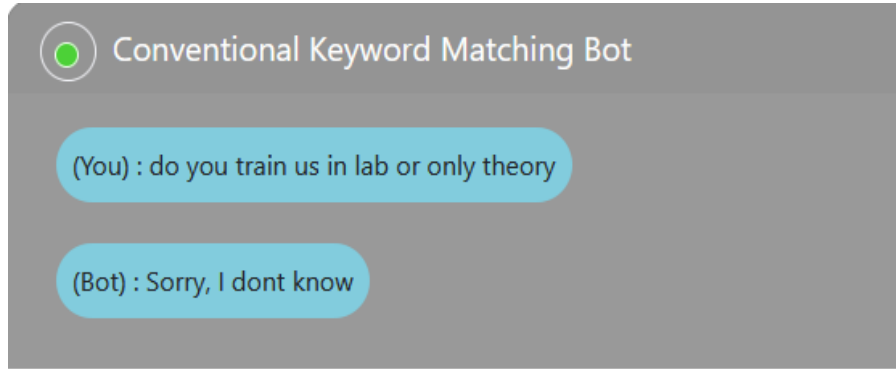 Conventional Keyword Matching Bot
(You) : do you train us in lab or only theory
(Bot) : Sorry, I dont know